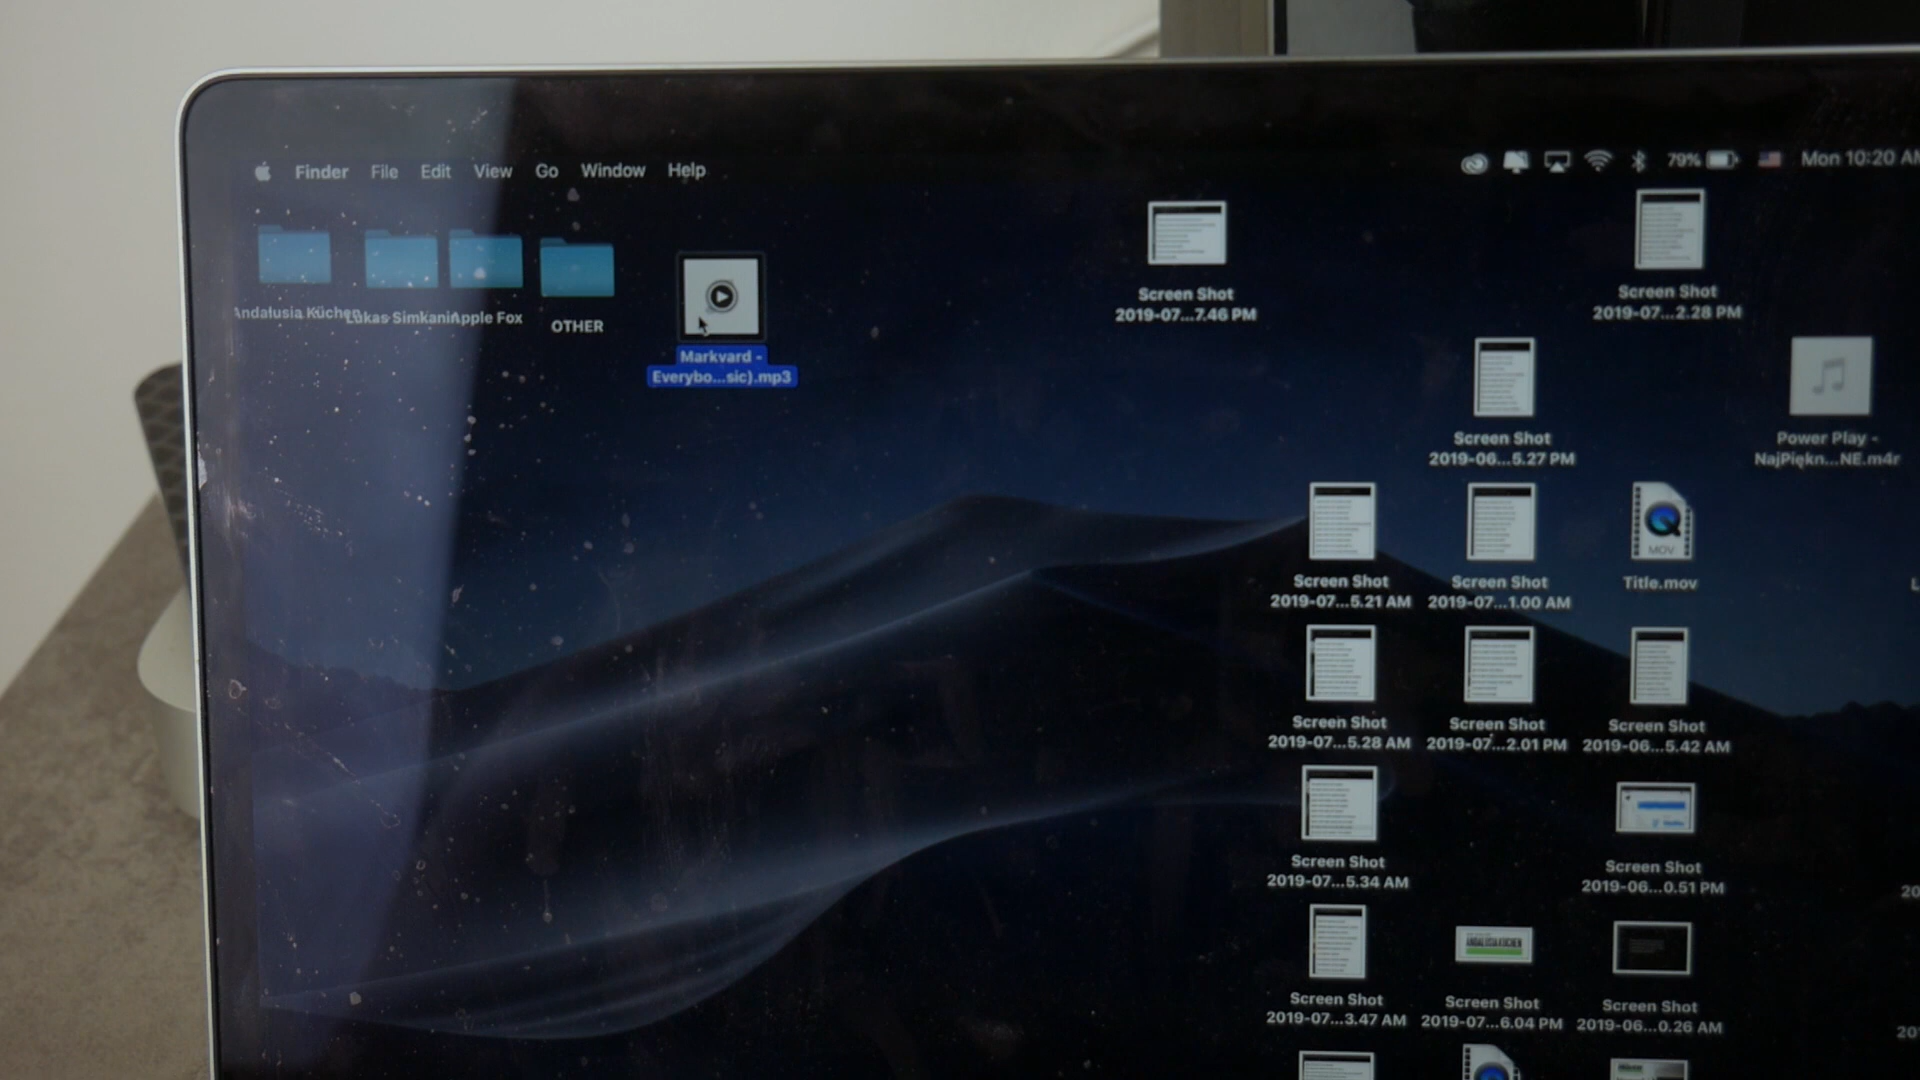 Finder File Edit View Go Window Help
79% Mon 10:20 AM
Andalusia Küchen
Lukas Simkanin
Apple Fox
OTHER
Markvard -
Everybo...sic).mp3
Screen Shot
2019-07...7.46 PM
Screen Shot
2019-07...2.28 PM
Screen Shot
2019-06...5.27 PM
Power Play -
NajPiękn...NE.m4r
Screen Shot
2019-07...5.21 AM
Screen Shot
2019-07...1.00 AM
MOV
Title.mov
Screen Shot
2019-07...5.28 AM
Screen Shot
2019-07...2.01 PM
Screen Shot
2019-06...5.42 AM
Screen Shot
2019-07...5.34 AM
Screen Shot
2019-06...0.51 PM
ANDALUSIA KÜCHEN
Screen Shot
2019-07...3.47 AM
Screen Shot
2019-07...6.04 PM
Screen Shot
2019-06...0.26 AM